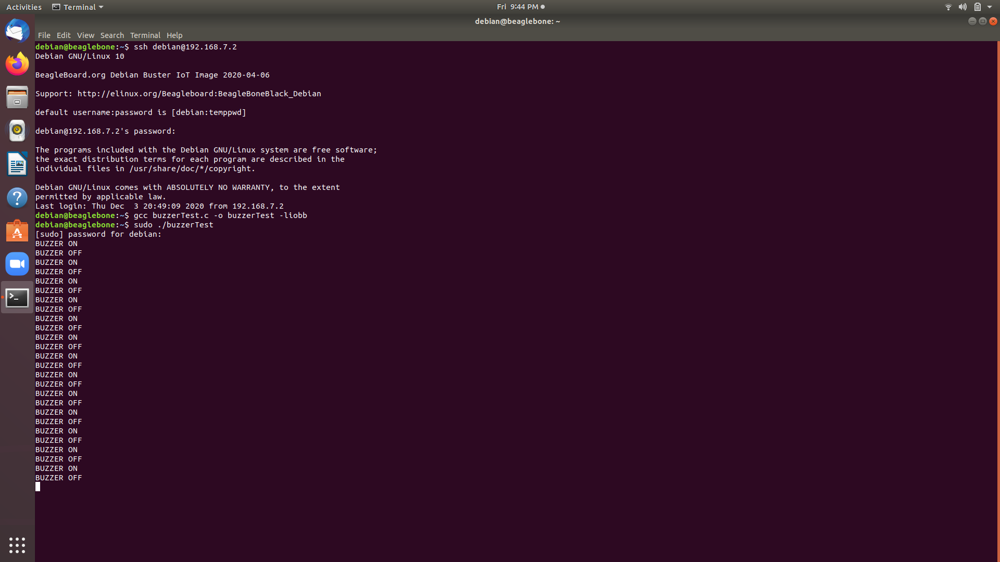 Activities Terminal Fri 9:44 PM
debian@beaglebone: ~
File Edit View Search Terminal Help
debian@beaglebone:~$ ssh debian@192.168.7.2
Debian GNU/Linux 10
BeagleBoard.org Debian Buster IoT Image 2020-04-06
Support: http://elinux.org/Beagleboard:BeagleBoneBlack_Debian
default username:password is [debian:temppwd]
debian@192.168.7.2's password:
The programs included with the Debian GNU/Linux system are free software;
the exact distribution terms for each program are described in the
individual files in /usr/share/doc/*/copyright.
Debian GNU/Linux comes with ABSOLUTELY NO WARRANTY, to the extent
permitted by applicable law.
Last login: Thu Dec  3 20:49:09 2020 from 192.168.7.2
debian@beaglebone:~$ gcc buzzerTest.c -o buzzerTest -liobb
debian@beaglebone:~$ sudo ./buzzerTest
[sudo] password for debian:
BUZZER ON
BUZZER OFF
BUZZER ON
BUZZER OFF
BUZZER ON
BUZZER OFF
BUZZER ON
BUZZER OFF
BUZZER ON
BUZZER OFF
BUZZER ON
BUZZER OFF
BUZZER ON
BUZZER OFF
BUZZER ON
BUZZER OFF
BUZZER ON
BUZZER OFF
BUZZER ON
BUZZER OFF
BUZZER ON
BUZZER OFF
BUZZER ON
BUZZER OFF
BUZZER ON
BUZZER OFF